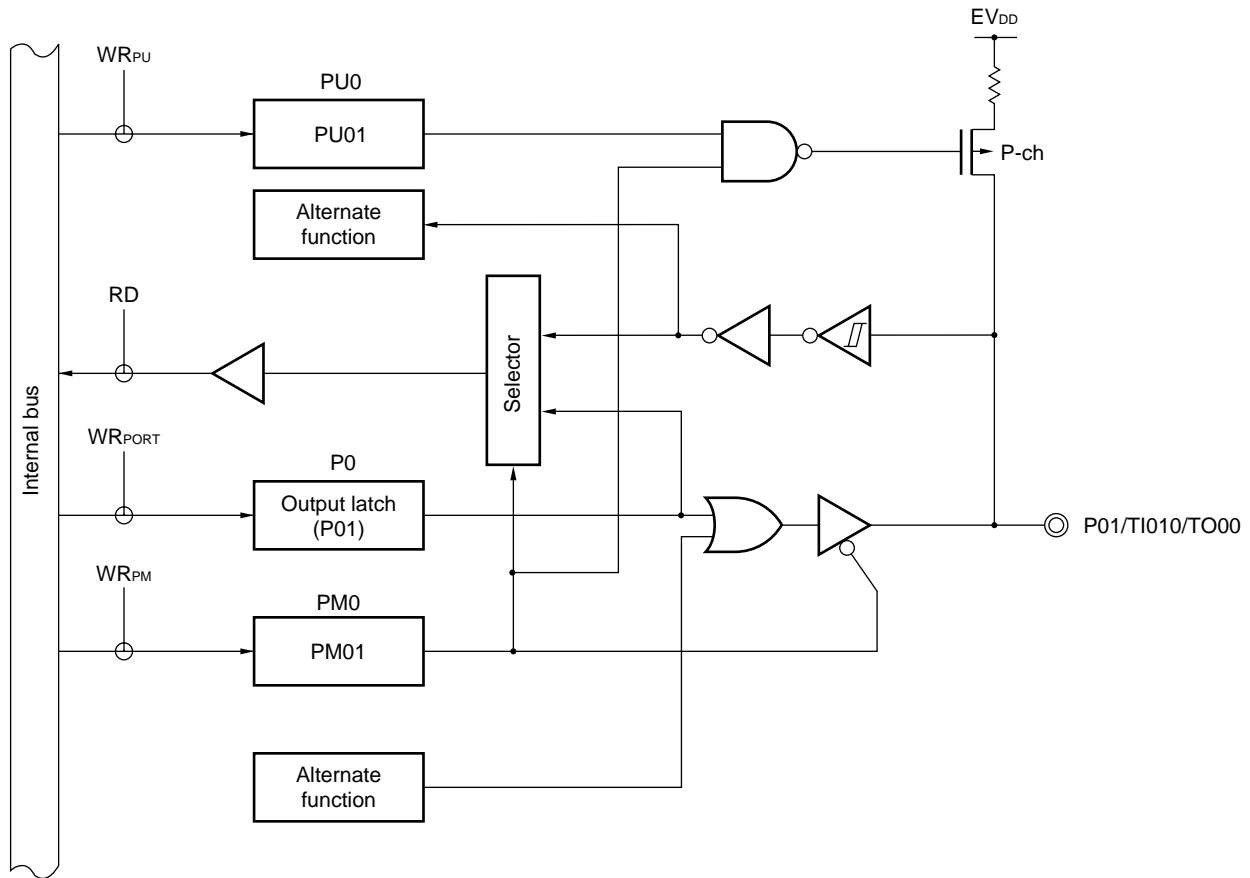 EVDD
WRPU
PU0
PU01
P-ch
Alternate
function
RD
Selector
Internal bus
WRPORT
P0
Output latch
(P01)
P01/TI010/TO00
WRPM
PM0
PM01
Alternate
function